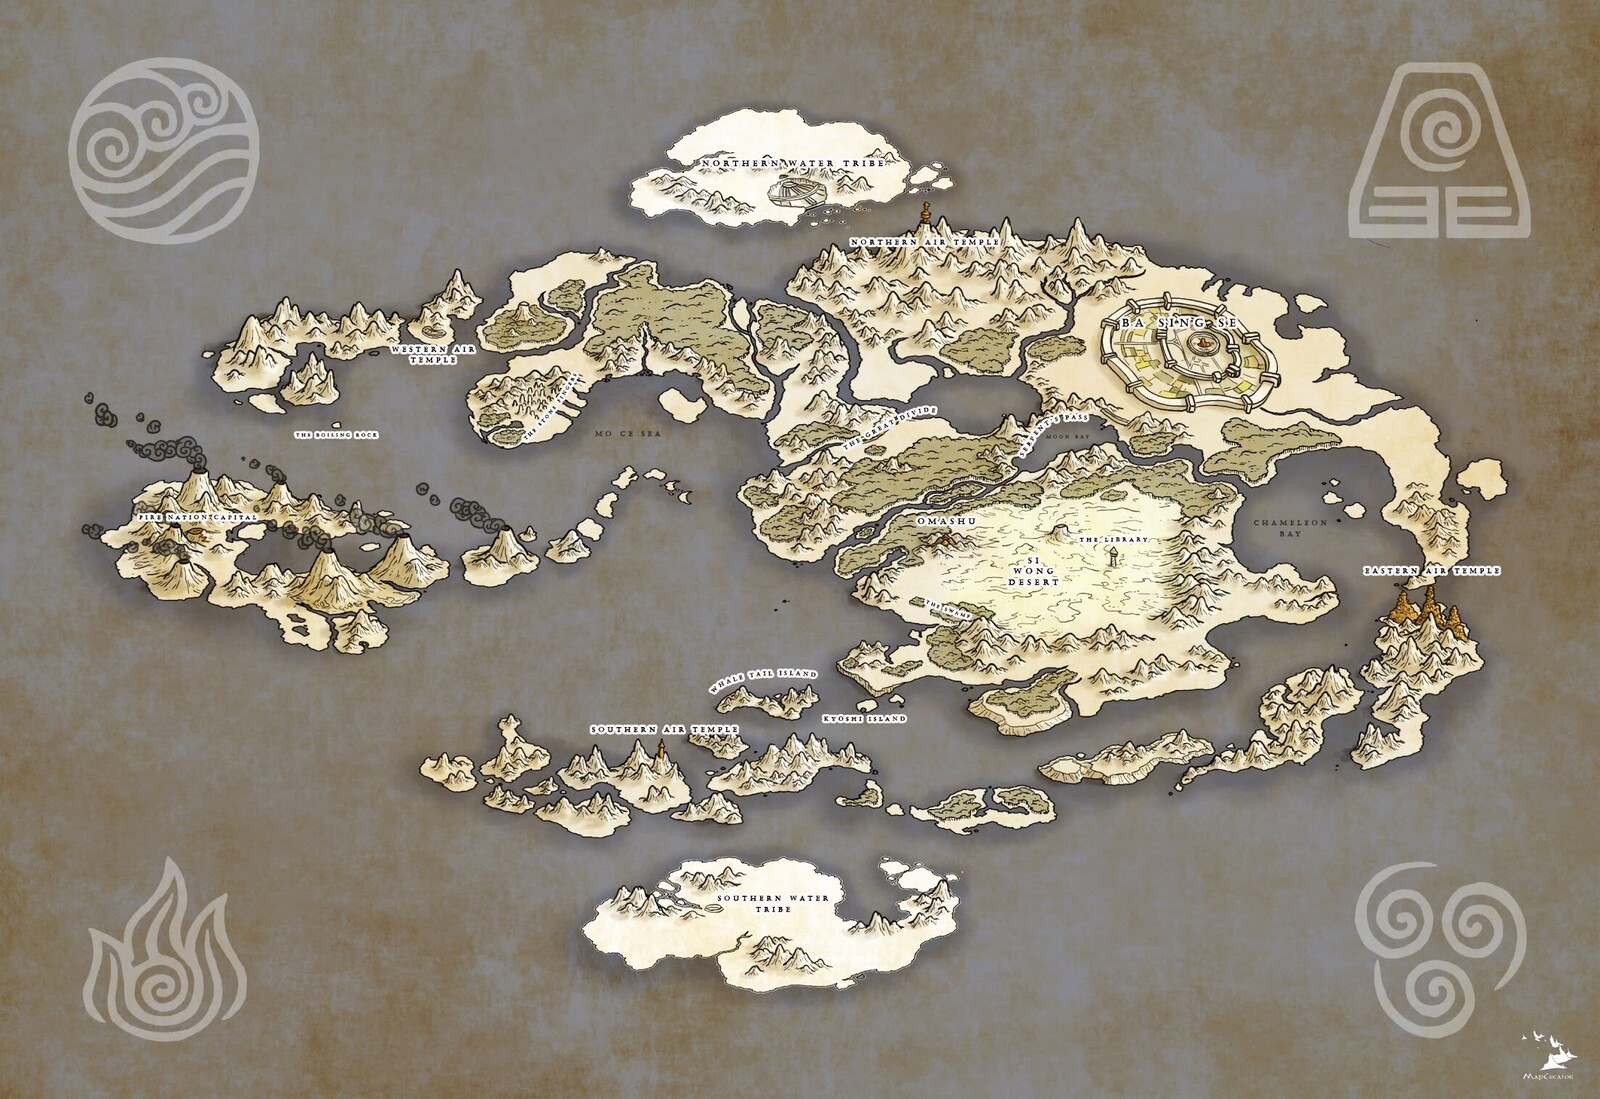 NORTHERN WATER TRIBE
NORTHERN AIR TEMPLE
BA SING SE
WESTERN AIR
TEMPLE
THE STONE FINGERS
THE GREAT DIVIDE
SERPENT'S PASS
THE BOILING ROCK
MO CE SEA
MOON BAY
FIRE NATION CAPITAL
OMASHU
CHAMELEON
BAY
THE LIBRARY
SI
WONG
DESERT
EASTERN AIR TEMPLE
THE SWAMP
WHALE TAIL ISLAND
KYOSHI ISLAND
SOUTHERN AIR TEMPLE
SOUTHERN WATER
TRIBE
MapCreator